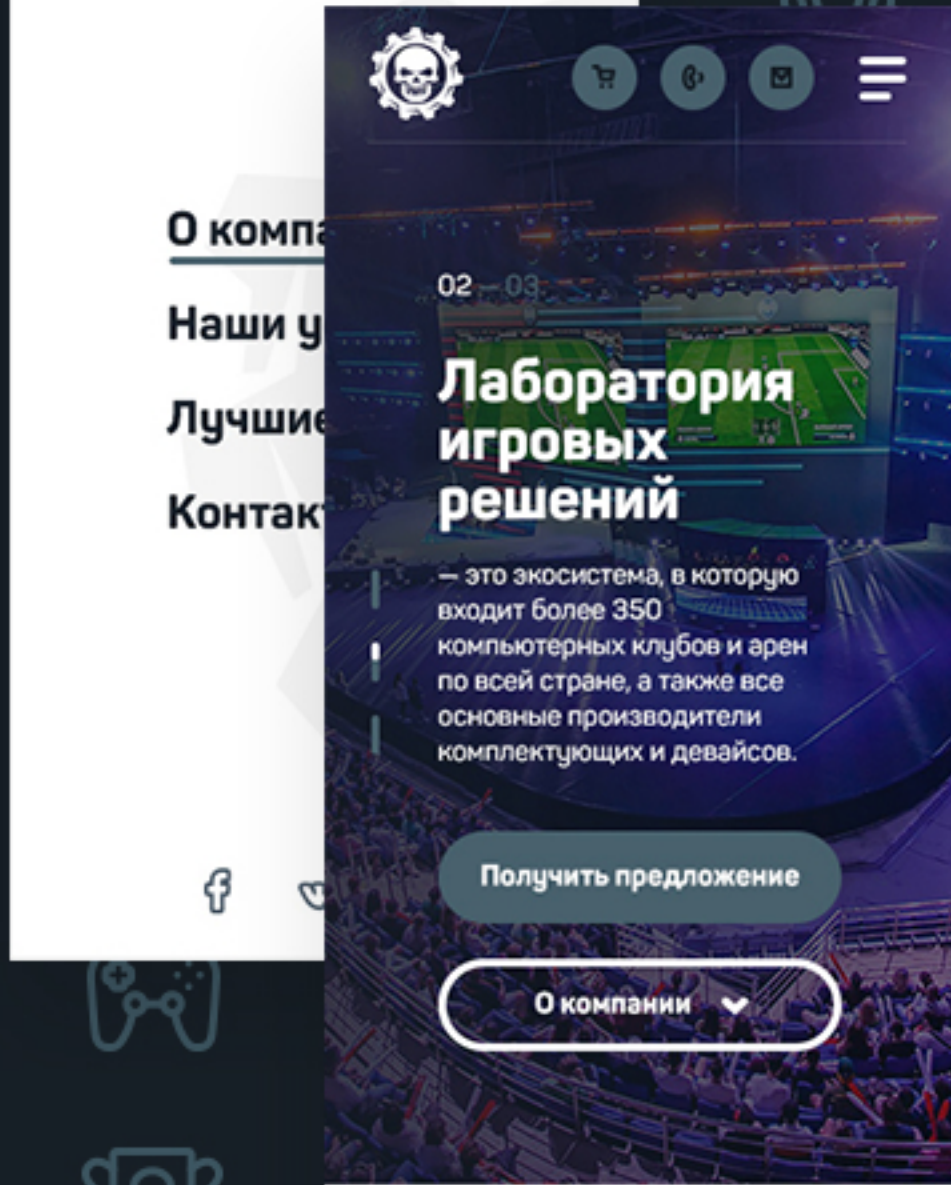 О компа
Наши у
Лучшие
Контакт
02 — 03
Лаборатория
игровых
решений
— это экосистема, в которую
входит более 350
компьютерных клубов и арен
по всей стране, а также все
основные производители
комплектующих и девайсов.
Получить предложение
О компании